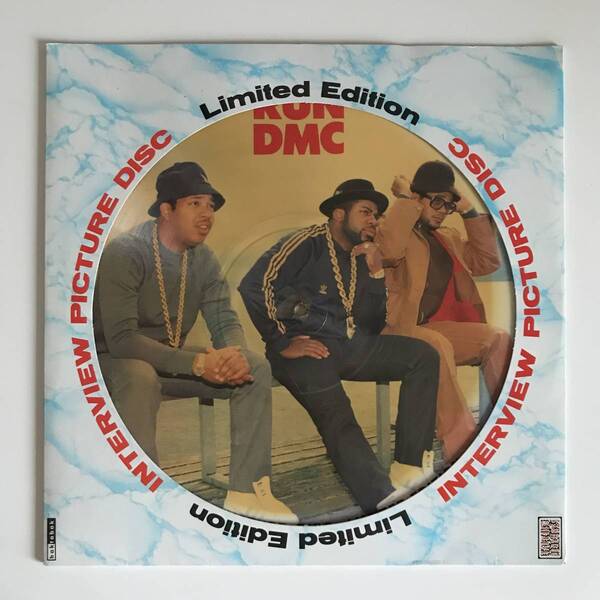 Limited Edition
RUN
DMC
INTERVIEW PICTURE DISC
INTERVIEW PICTURE DISC
Limited Edition
baktabak